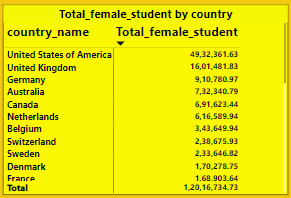 Total_female_student by country
country_name Total_female_student
United States of America 49,32,361.63
United Kingdom 16,01,481.83
Germany 9,10,780.97
Australia 7,32,340.79
Canada 6,91,623.44
Netherlands 6,16,589.94
Belgium 3,43,649.94
Switzerland 2,38,675.93
Sweden 2,33,646.82
Denmark 1,70,278.75
France 1,68,903.64
Total 1,20,16,734.73